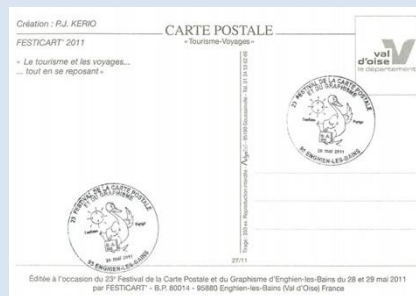 Création : P.J. KERIO
FESTICART' 2011
« Le tourisme et les voyages...
... tout en se reposant »
CARTE POSTALE
« Tourisme-Voyages »
val
d'oise
le département
23e FESTIVAL DE LA CARTE POSTALE
ET DU GRAPHISME
28 mai 2011
95 ENGHIEN-LES-BAINS
23e FESTIVAL DE LA CARTE POSTALE
ET DU GRAPHISME
95 ENGHIEN-LES-BAINS
27/11
Éditée à l'occasion du 23e Festival de la Carte Postale et du Graphisme d'Enghien-les-Bains du 28 et 29 mai 2011
par FESTICART' - B.P. 80014 - 95880 Enghien-les-Bains (Val d'Oise) France